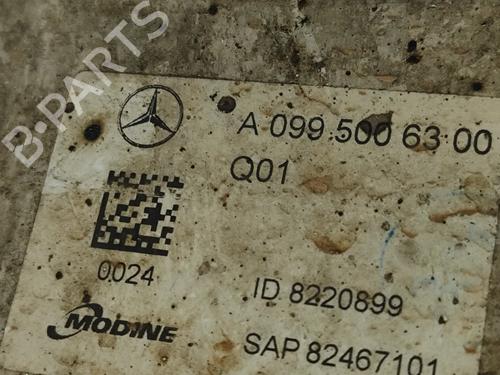 B-PARTS
A 099 500 63 00
Q01
0024
ID 8220899
MODINE
SAP 82467101